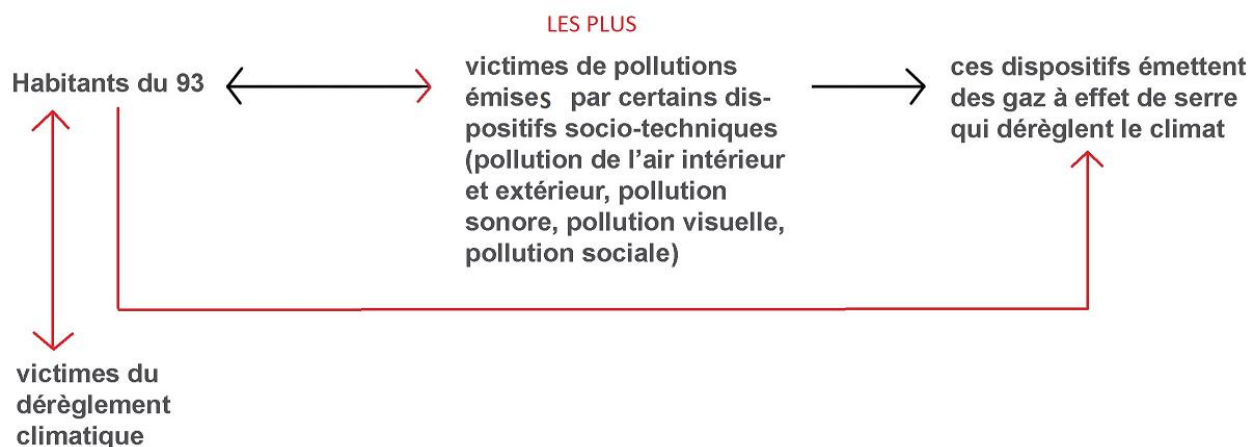 LES PLUS
Habitants du 93
victimes de pollutions
émises par certains dis-
positifs socio-techniques
(pollution de l'air intérieur
et extérieur, pollution
sonore, pollution visuelle,
pollution sociale)
ces dispositifs émettent
des gaz à effet de serre
qui dérèglent le climat
victimes du
dérèglement
climatique